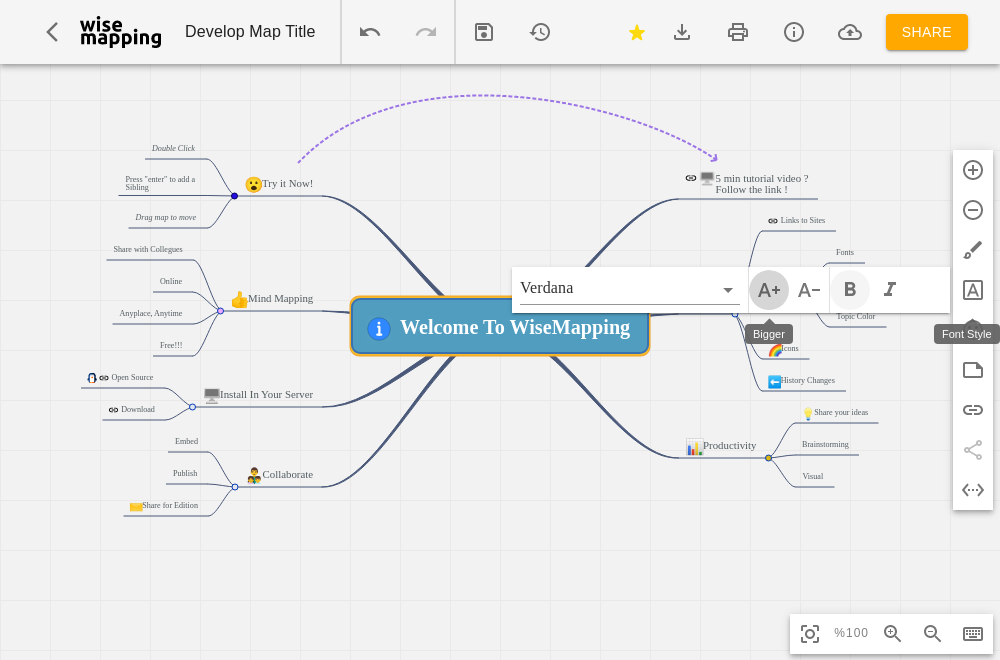 wise
mapping
Develop Map Title
SHARE
Double Click
Press "enter" to add a
Sibling
Drag map to move
Try it Now!
5 min tutorial video ?
Follow the link !
Links to Sites
Fonts
Share with Collegues
Online
Anyplace, Anytime
Free!!!
Mind Mapping
Welcome To WiseMapping
Verdana
A+
A-
B
I
Topic Color
Bigger
Font Style
Icons
History Changes
Open Source
Download
Install In Your Server
Share your ideas
Brainstorming
Visual
Productivity
Embed
Publish
Share for Edition
Collaborate
%100